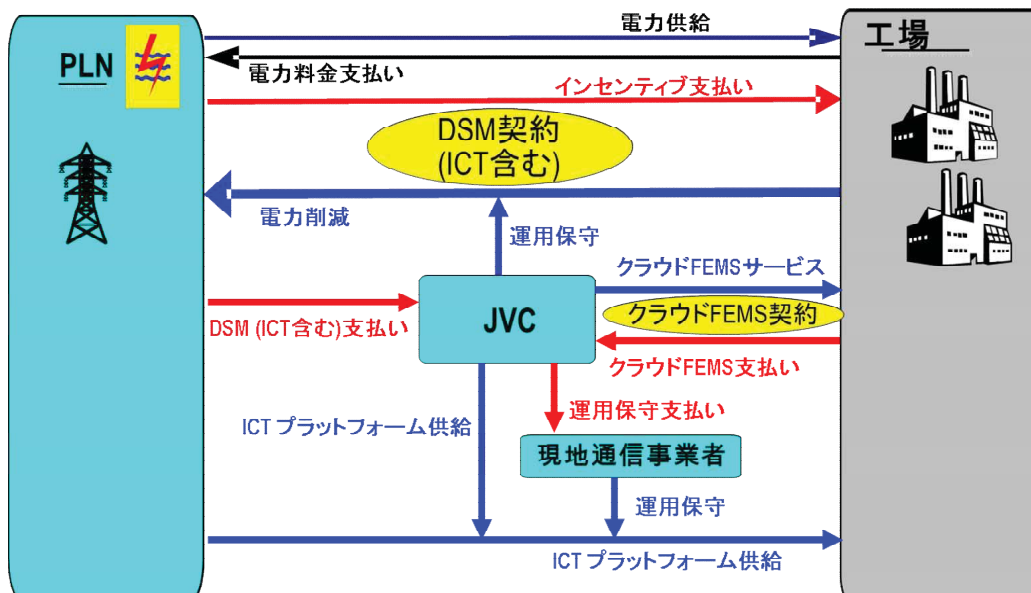 電力供給
工場
PLN
電力料金支払い
インセンティブ支払い
DSM契約
(ICT含む)
電力削減
運用保守
クラウドFEMSサービス
JVC
クラウドFEMS契約
DSM (ICT含む)支払い
クラウドFEMS支払い
ICT プラットフォーム供給
運用保守支払い
現地通信事業者
運用保守
ICT プラットフォーム供給